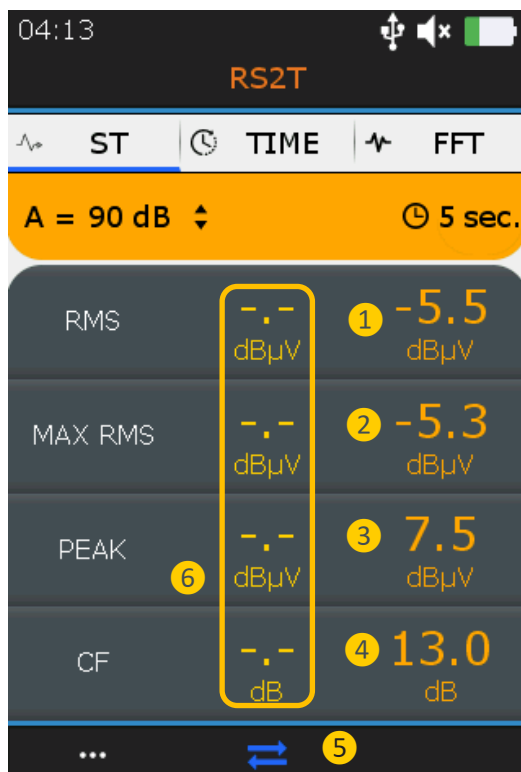 04:13
RS2T
ST TIME FFT
A = 90 dB 5 sec.
RMS -.- dBµV 1 -5.5 dBµV
MAX RMS -.- dBµV 2 -5.3 dBµV
PEAK -.- dBµV 3 7.5 dBµV
6
CF -.- dB 4 13.0 dB
... 5